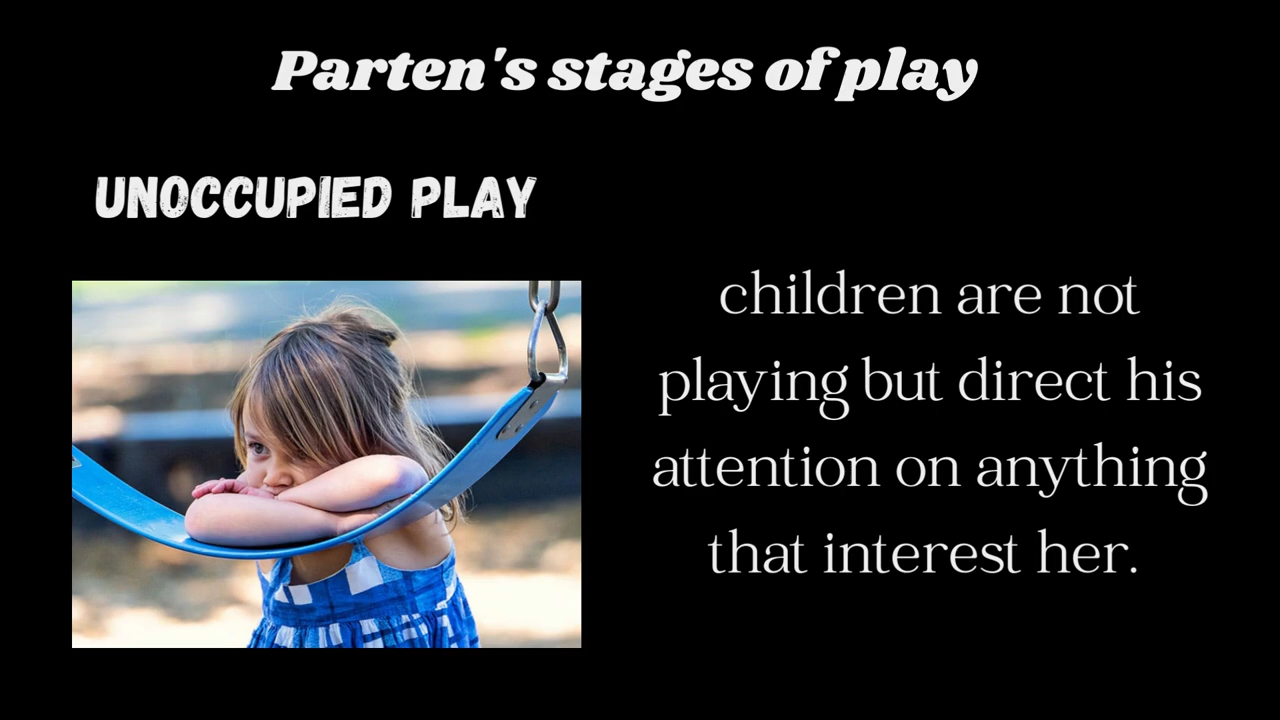 Parten's stages of play
UNOCCUPIED PLAY
children are not
playing but direct his
attention on anything
that interest her.